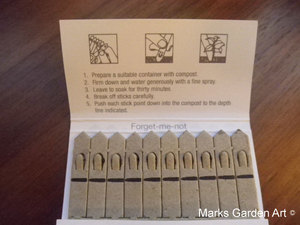 1. Prepare a suitable container with compost.
2. Firm down and water generously with a fine spray.
3. Leave to soak for thirty minutes.
4. Break off sticks carefully.
5. Push each stick point down into the compost to the depth
line indicated.
Forget-me-not
Marks Garden Art ©